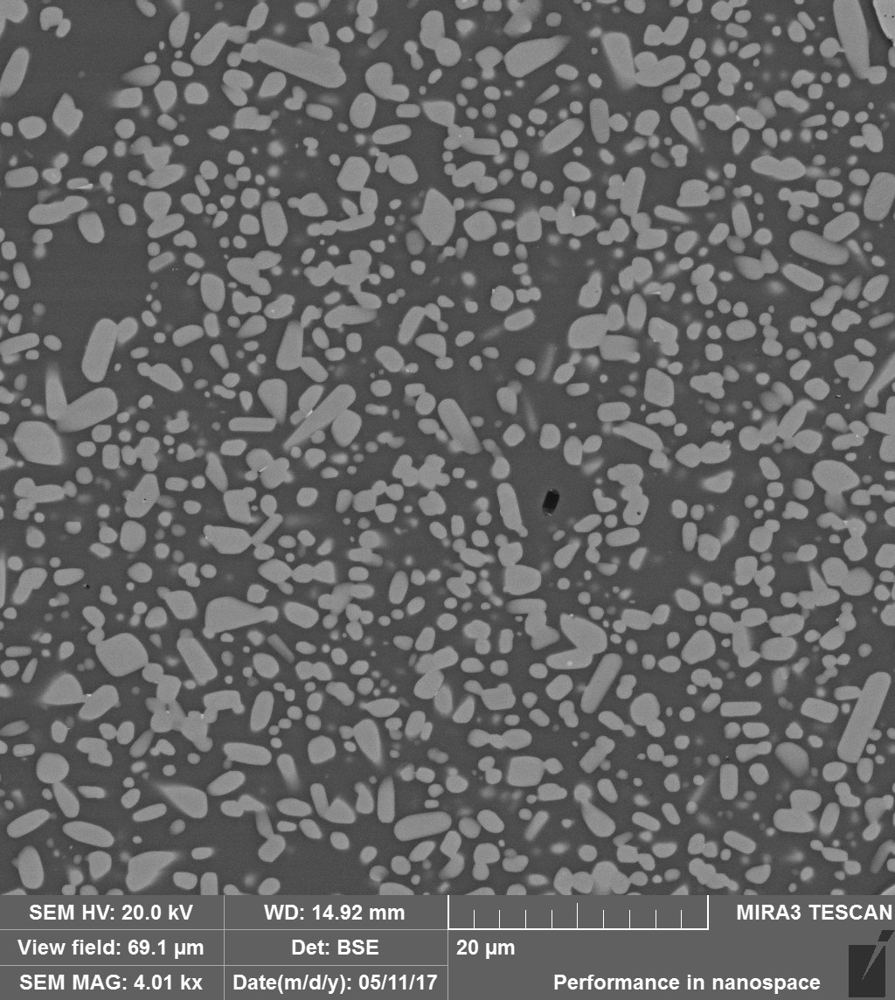 SEM HV: 20.0 kV
WD: 14.92 mm
MIRA3 TESCAN
View field: 69.1 µm
Det: BSE
20 µm
SEM MAG: 4.01 kx
Date(m/d/y): 05/11/17
Performance in nanospace